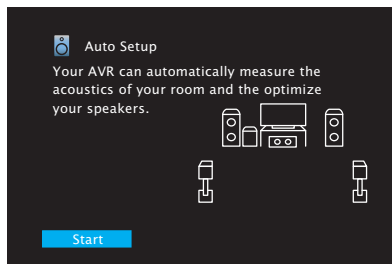 Auto Setup
Your AVR can automatically measure the
acoustics of your room and the optimize
your speakers.
Start